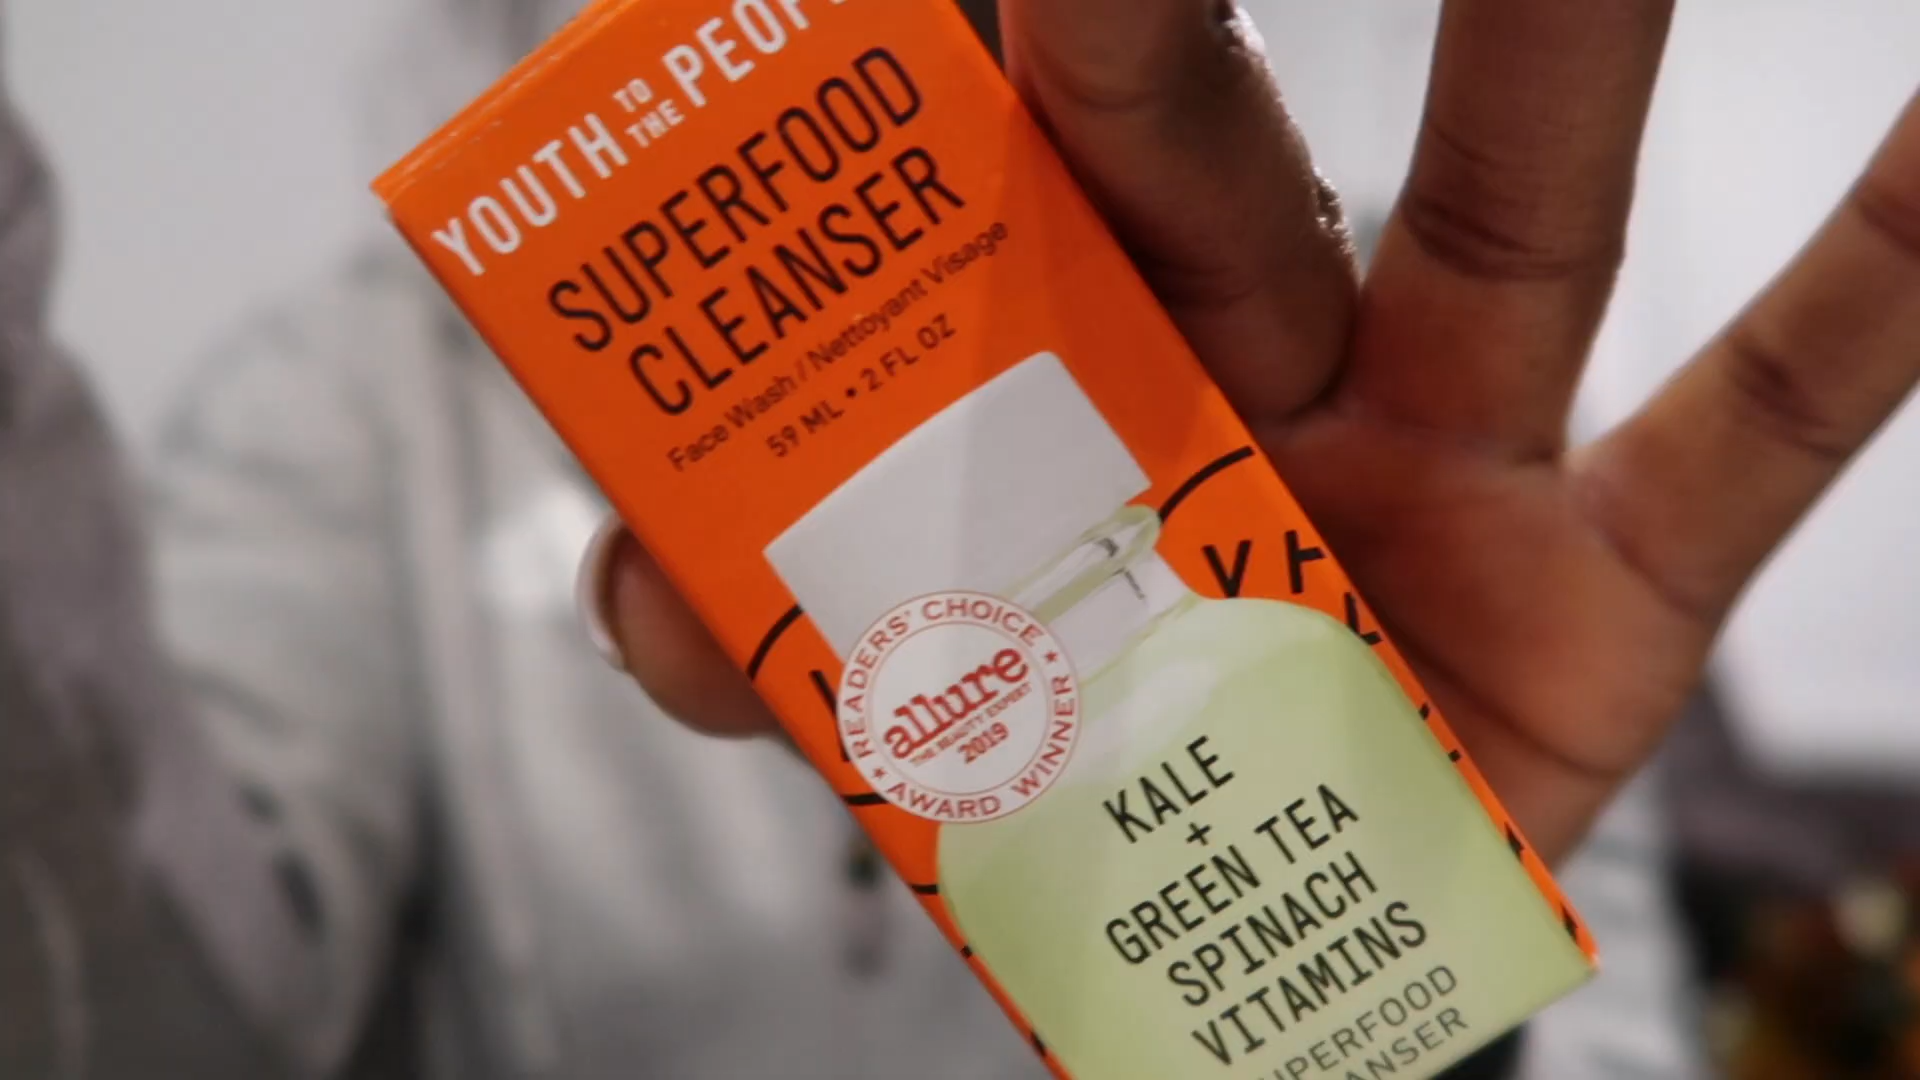 YOUTH TO THE
SUPERFOOD
CLEANSER
Face Wash / Nettoyant Visage
59 ML • 2 FL OZ
READERS' CHOICE
allure
THE BEAUTY EXPERT
2019
AWARD WINNER
KALE
+
GREEN TEA
SPINACH
VITAMINS